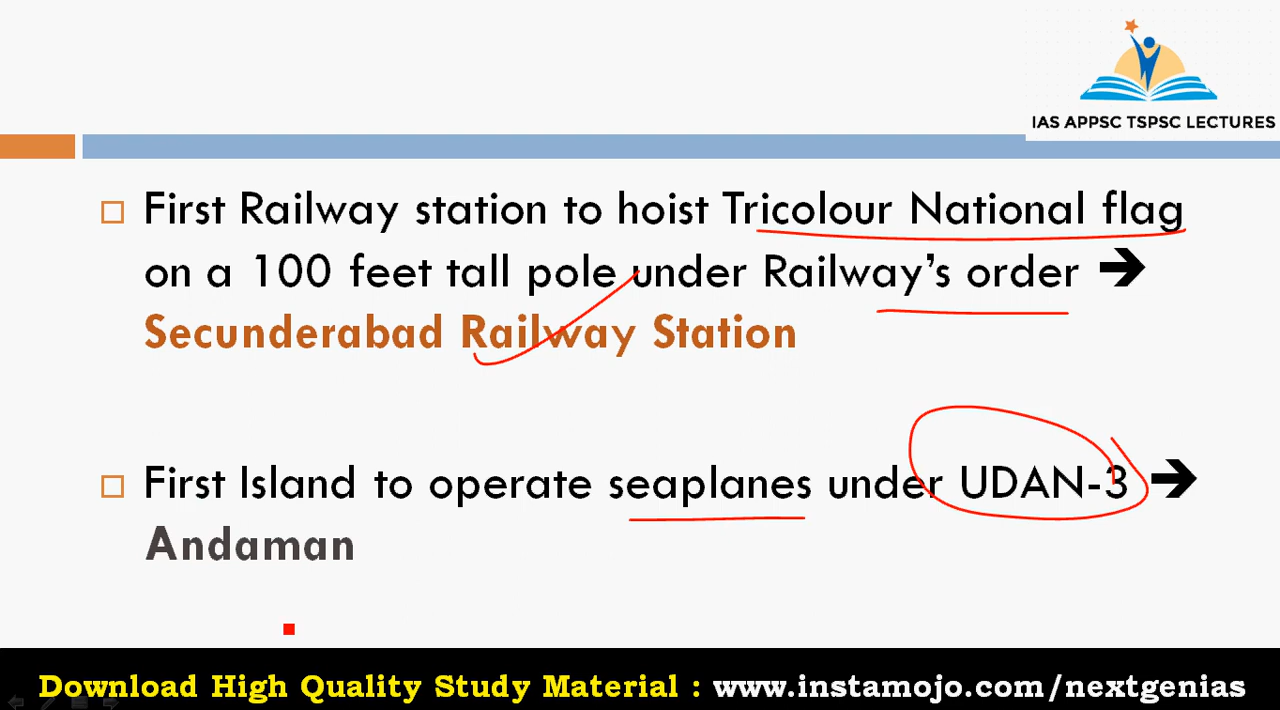 IAS APPSC TSPSC LECTURES
First Railway station to hoist Tricolour National flag
on a 100 feet tall pole under Railway’s order ➔
Secunderabad Railway Station
First Island to operate seaplanes under UDAN-3 ➔
Andaman
Download High Quality Study Material : www.instamojo.com/nextgenias